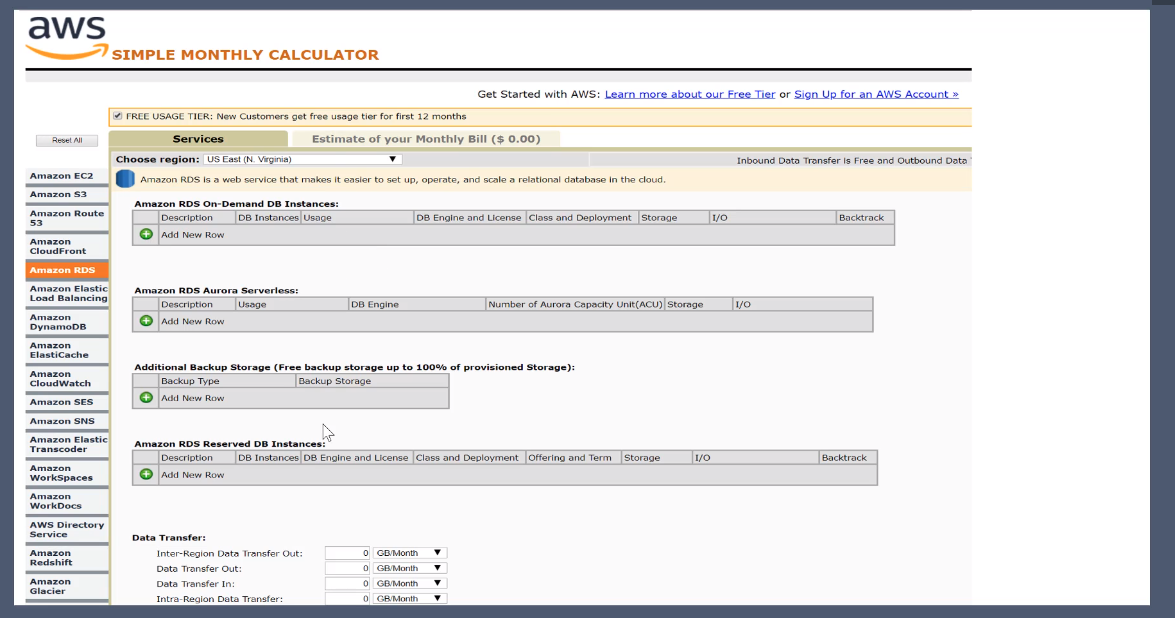 aws
SIMPLE MONTHLY CALCULATOR
Get Started with AWS: Learn more about our Free Tier or Sign Up for an AWS Account »
FREE USAGE TIER: New Customers get free usage tier for first 12 months
Reset All
Services
Estimate of your Monthly Bill ($ 0.00)
Choose region: US East (N. Virginia)
Inbound Data Transfer is Free and Outbound Data
Amazon RDS is a web service that makes it easier to set up, operate, and scale a relational database in the cloud.
Amazon EC2
Amazon S3
Amazon Route
53
Amazon
CloudFront
Amazon RDS
Amazon Elastic
Load Balancing
Amazon
DynamoDB
Amazon
ElastiCache
Amazon
CloudWatch
Amazon SES
Amazon SNS
Amazon Elastic
Transcoder
Amazon
WorkSpaces
Amazon
WorkDocs
AWS Directory
Service
Amazon
Redshift
Amazon
Glacier
Amazon RDS On-Demand DB Instances:
Description DB Instances Usage DB Engine and License Class and Deployment Storage I/O Backtrack
Add New Row
Amazon RDS Aurora Serverless:
Description Usage DB Engine Number of Aurora Capacity Unit(ACU) Storage I/O
Add New Row
Additional Backup Storage (Free backup storage up to 100% of provisioned Storage):
Backup Type Backup Storage
Add New Row
Amazon RDS Reserved DB Instances:
Description DB Instances DB Engine and License Class and Deployment Offering and Term Storage I/O Backtrack
Add New Row
Data Transfer:
Inter-Region Data Transfer Out: 0 GB/Month
Data Transfer Out: 0 GB/Month
Data Transfer In: 0 GB/Month
Intra-Region Data Transfer: 0 GB/Month